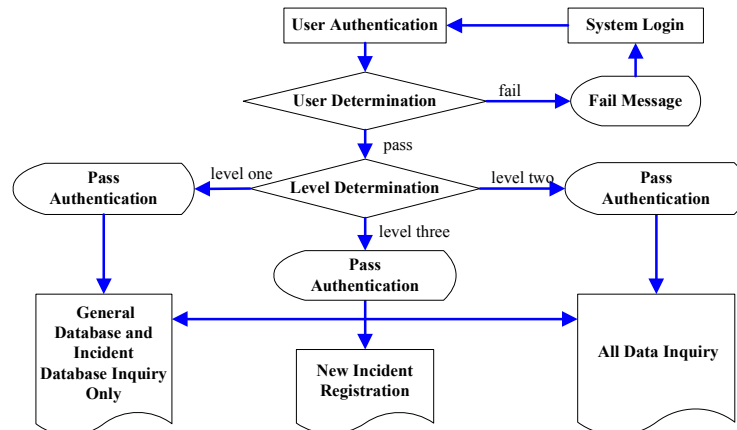 User Authentication
System Login
User Determination
fail
Fail Message
pass
Pass
Authentication
level one
Level Determination
level two
Pass
Authentication
level three
Pass
Authentication
General
Database and
Incident
Database Inquiry
Only
New Incident
Registration
All Data Inquiry